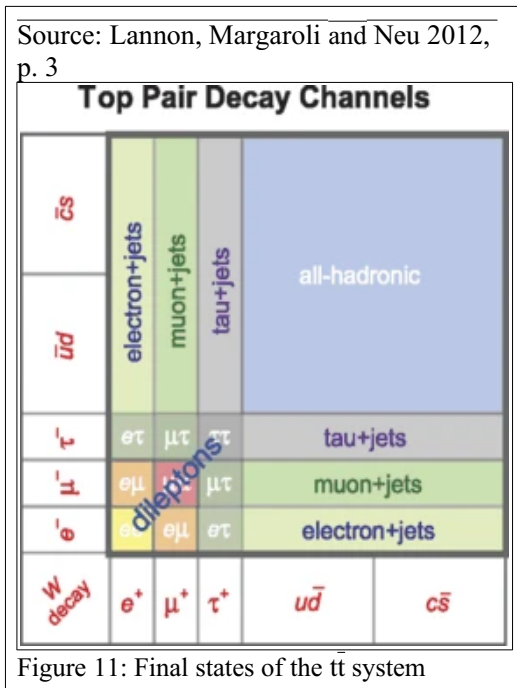 Source: Lannon, Margaroli and Neu 2012,
p. 3
Top Pair Decay Channels
c̄s
electron+jets
muon+jets
tau+jets
all-hadronic
ūd
τ⁻
eτ
μτ
ττ
tau+jets
μ⁻
eμ
dileptons
μτ
muon+jets
e⁻
eμ
eτ
electron+jets
W
decay
e⁺
μ⁺
τ⁺
ud̄
cs̄
Figure 11: Final states of the tt̄ system